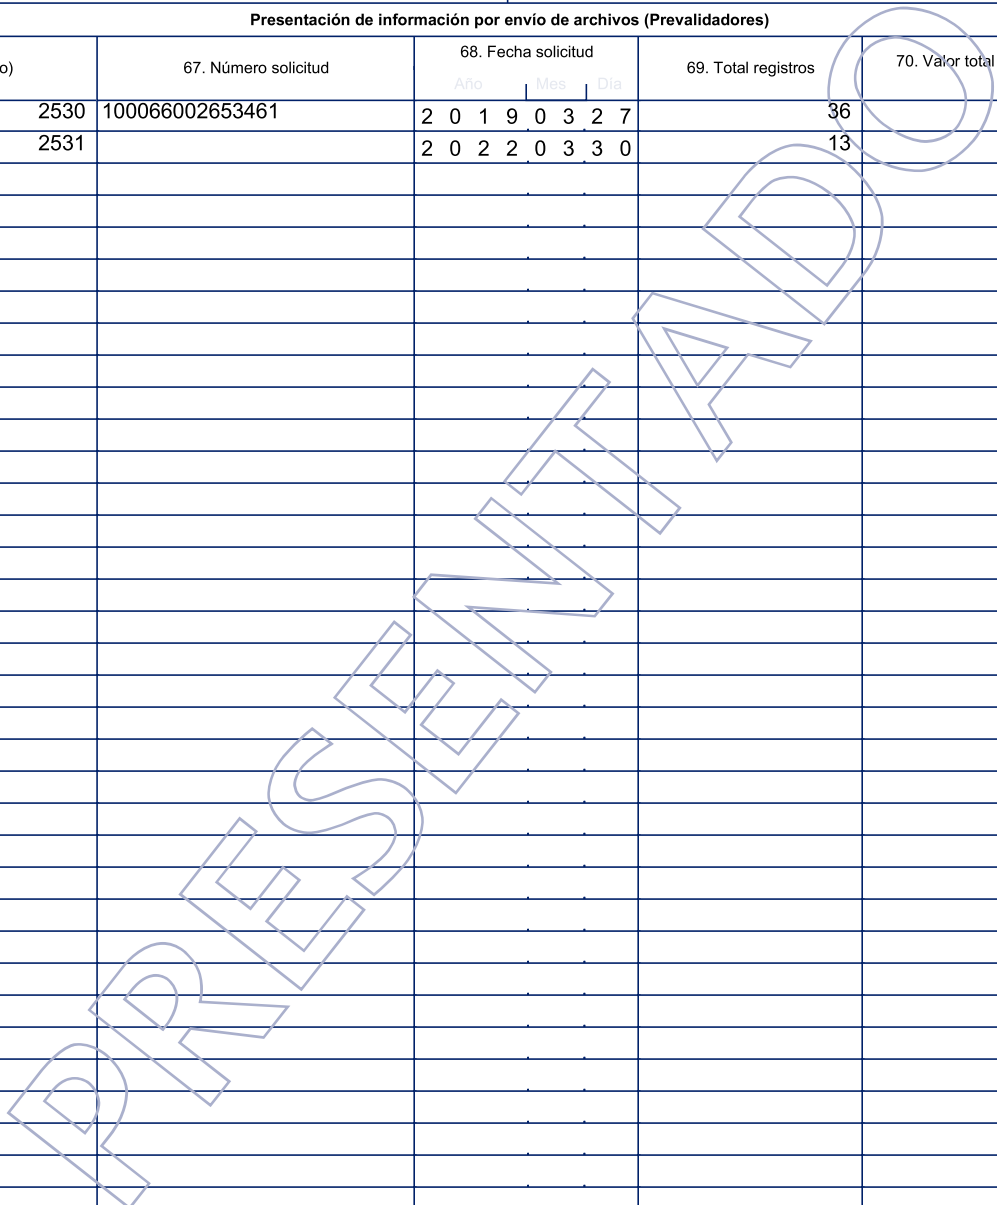 Presentación de información por envío de archivos (Prevalidadores)
o) 67. Número solicitud 68. Fecha solicitud 69. Total registros 70. Valor total
Año Mes Día
2530 100066002653461 2 0 1 9 0 3 2 7 36
2531 2 0 2 2 0 3 3 0 13
PRESENTADO